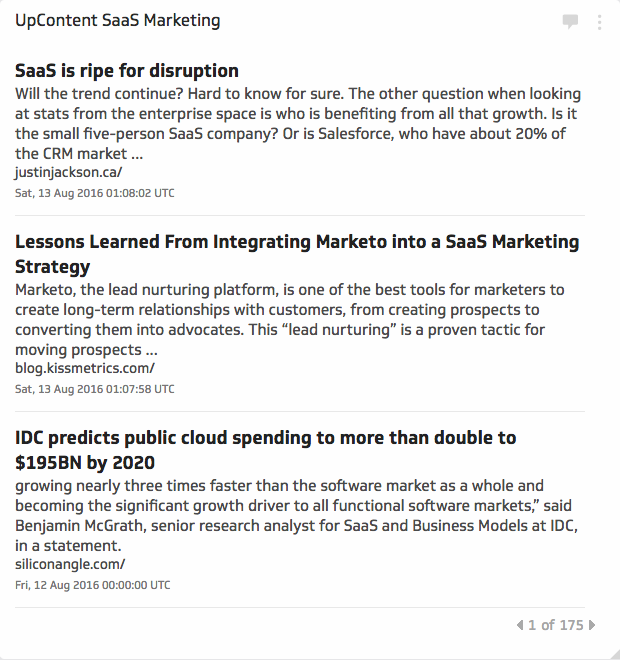 UpContent SaaS Marketing
SaaS is ripe for disruption
Will the trend continue? Hard to know for sure. The other question when looking
at stats from the enterprise space is who is benefiting from all that growth. Is it
the small five-person SaaS company? Or is Salesforce, who have about 20% of
the CRM market ...
justinjackson.ca/
Sat, 13 Aug 2016 01:08:02 UTC
Lessons Learned From Integrating Marketo into a SaaS Marketing
Strategy
Marketo, the lead nurturing platform, is one of the best tools for marketers to
create long-term relationships with customers, from creating prospects to
converting them into advocates. This “lead nurturing” is a proven tactic for
moving prospects ...
blog.kissmetrics.com/
Sat, 13 Aug 2016 01:07:58 UTC
IDC predicts public cloud spending to more than double to
$195BN by 2020
growing nearly three times faster than the software market as a whole and
becoming the significant growth driver to all functional software markets,” said
Benjamin McGrath, senior research analyst for SaaS and Business Models at IDC,
in a statement.
siliconangle.com/
Fri, 12 Aug 2016 00:00:00 UTC
1 of 175